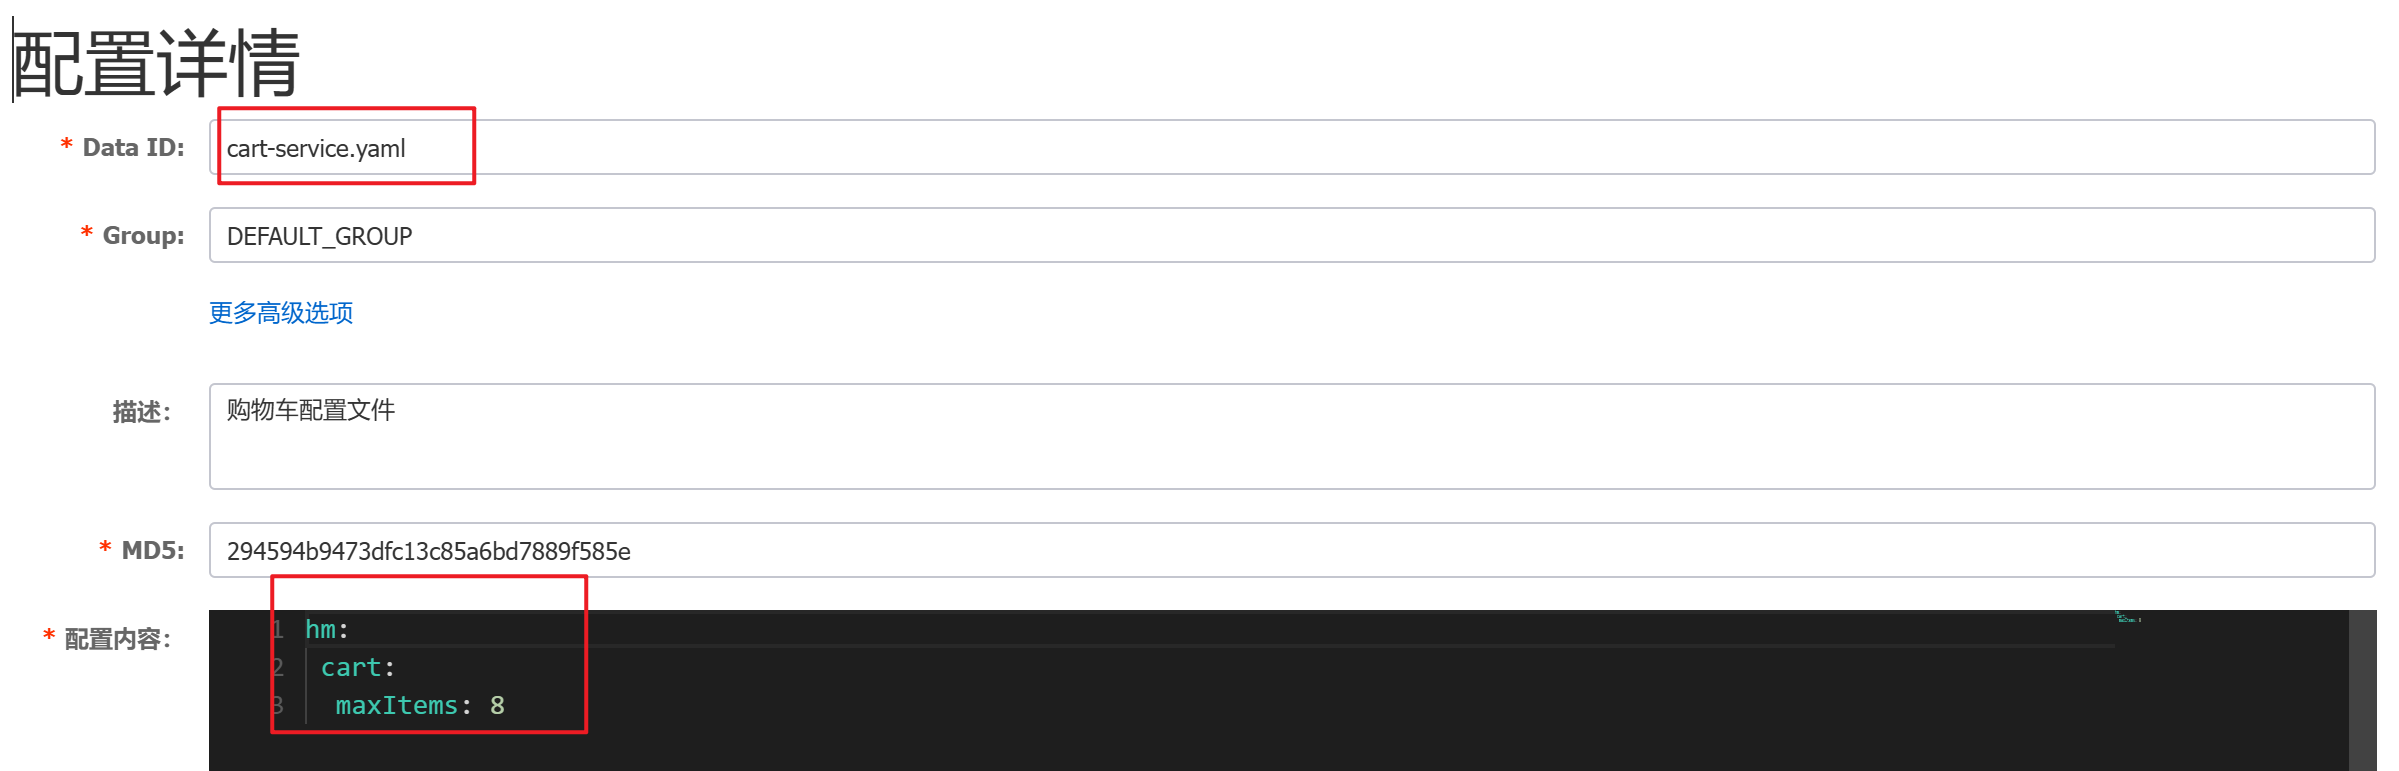 配置详情
* Data ID: cart-service.yaml
* Group: DEFAULT_GROUP
更多高级选项
描述: 购物车配置文件
* MD5: 294594b9473dfc13c85a6bd7889f585e
* 配置内容: 1 hm:
2 cart:
3 maxItems: 8